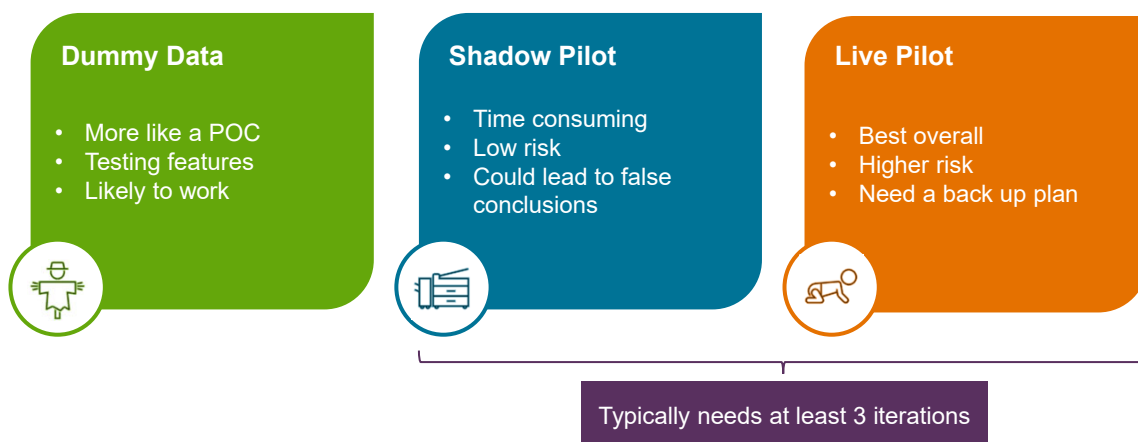 Dummy Data
• More like a POC
• Testing features
• Likely to work
Shadow Pilot
• Time consuming
• Low risk
• Could lead to false
conclusions
Live Pilot
• Best overall
• Higher risk
• Need a back up plan
Typically needs at least 3 iterations